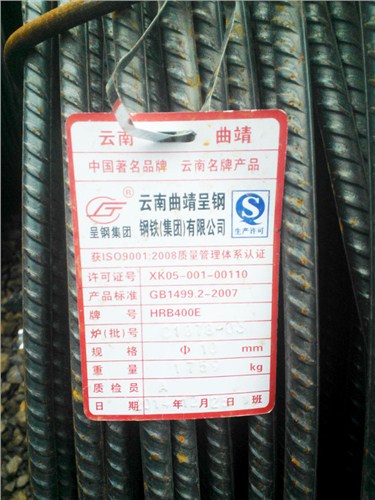 云南 曲靖
中国著名品牌 云南名牌产品
®
呈钢集团
云南曲靖呈钢
钢铁(集团)有限公司
生产许可
获ISO9001:2008质量管理体系认证
许可证号 XK05-001-00110
产品标准 GB1499.2-2007
牌号 HRB400E
炉(批)号
规格 Φ 10 mm
重量 kg
质检员
日期 年 月 日 班